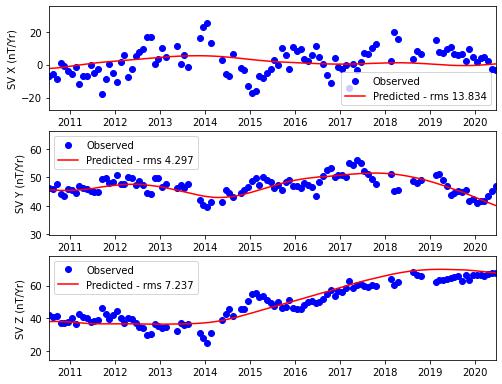 SV X (nT/Yr)
20
0
−20
Observed
Predicted - rms 13.834
2011 2012 2013 2014 2015 2016 2017 2018 2019 2020
SV Y (nT/Yr)
60
50
40
30
Observed
Predicted - rms 4.297
2011 2012 2013 2014 2015 2016 2017 2018 2019 2020
SV Z (nT/Yr)
60
40
20
Observed
Predicted - rms 7.237
2011 2012 2013 2014 2015 2016 2017 2018 2019 2020